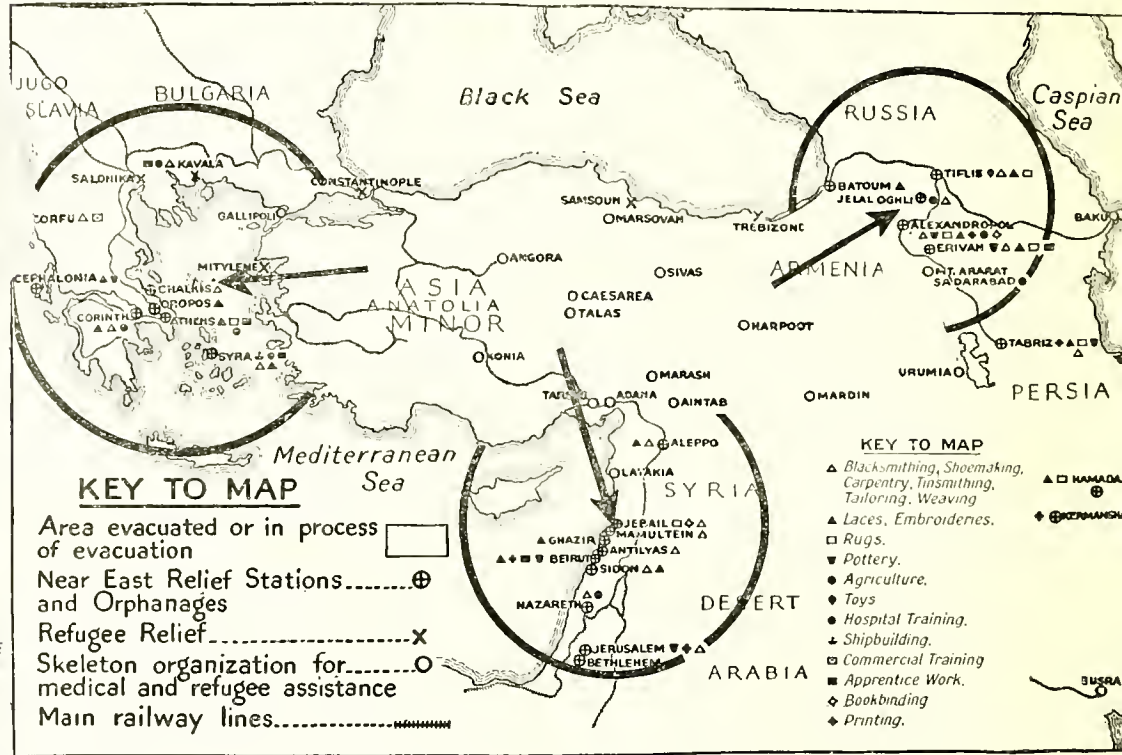 JUGO
SLAVIA
BULGARIA
Black Sea
RUSSIA
Caspian
Sea
KAVALA
SALONIKA
CONSTANTINOPLE
GALLIPOLI
CORFU
MITYLENE
CEPHALONIA
CHALKIS
OROPOS
CORINTH
ATHENS
SYRA
SAMSOUN
MARSOVAN
TREBIZOND
ANGORA
SIVAS
ASIA
ANATOLIA
MINOR
CAESAREA
TALAS
HARPOOT
KONIA
MARASH
ADANA
AINTAB
MARDIN
BATOUM
TIFLIS
JELAL OGHLI
ALEXANDROPOL
BAKU
ERIVAN
ARMENIA
MT. ARARAT
SADARABAD
TABRIZ
URUMIA
PERSIA
Mediterranean
Sea
ALEPPO
LATAKIA
SYRIA
JEBAIL
MAMULTEIN
GHAZIR
ANTILYAS
BEIRUT
SIDON
NAZARETH
DESERT
JERUSALEM
BETHLEHEM
ARABIA
BUSRA
KEY TO MAP
Area evacuated or in process
of evacuation
Near East Relief Stations
and Orphanages
Refugee Relief
Skeleton organization for
medical and refugee assistance
Main railway lines
KEY TO MAP
Blacksmithing, Shoemaking,
Carpentry, Tinsmithing,
Tailoring. Weaving
Laces, Embroideries.
Rugs.
Pottery.
Agriculture.
Toys
Hospital Training.
Shipbuilding.
Commercial Training
Apprentice Work.
Bookbinding
Printing.